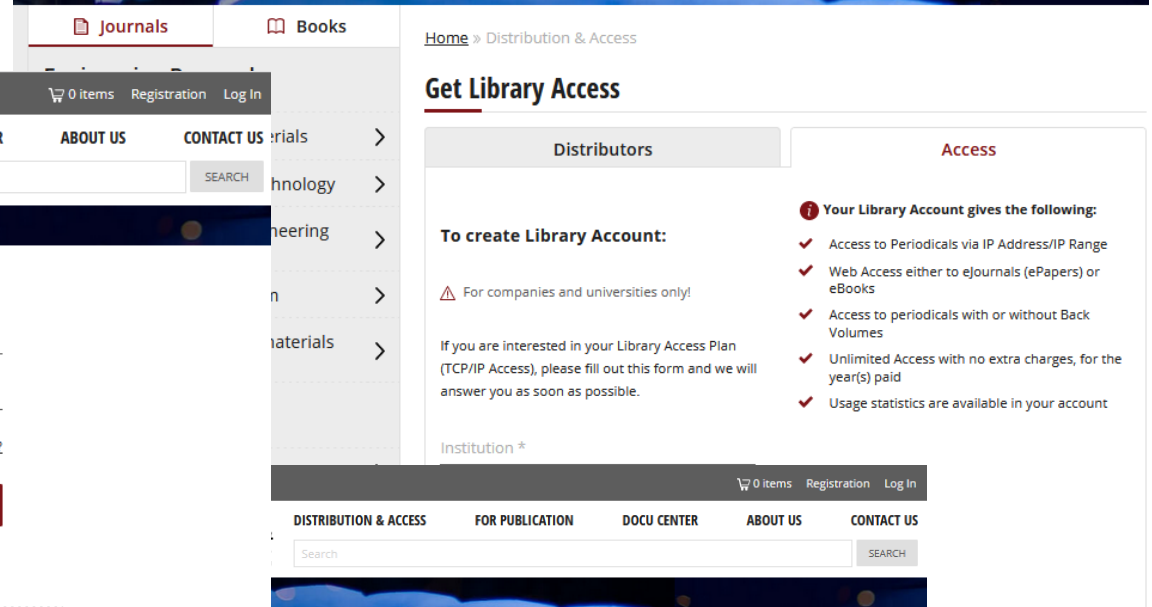 Journals
Books
Home » Distribution & Access
Get Library Access
0 items Registration Log In
ABOUT US CONTACT US
SEARCH
Distributors
Access
To create Library Account:
For companies and universities only!
If you are interested in your Library Access Plan
(TCP/IP Access), please fill out this form and we will
answer you as soon as possible.
Institution *
Your Library Account gives the following:
Access to Periodicals via IP Address/IP Range
Web Access either to eJournals (ePapers) or
eBooks
Access to periodicals with or without Back
Volumes
Unlimited Access with no extra charges, for the
year(s) paid
Usage statistics are available in your account
0 items Registration Log In
DISTRIBUTION & ACCESS FOR PUBLICATION DOCU CENTER ABOUT US CONTACT US
Search
SEARCH